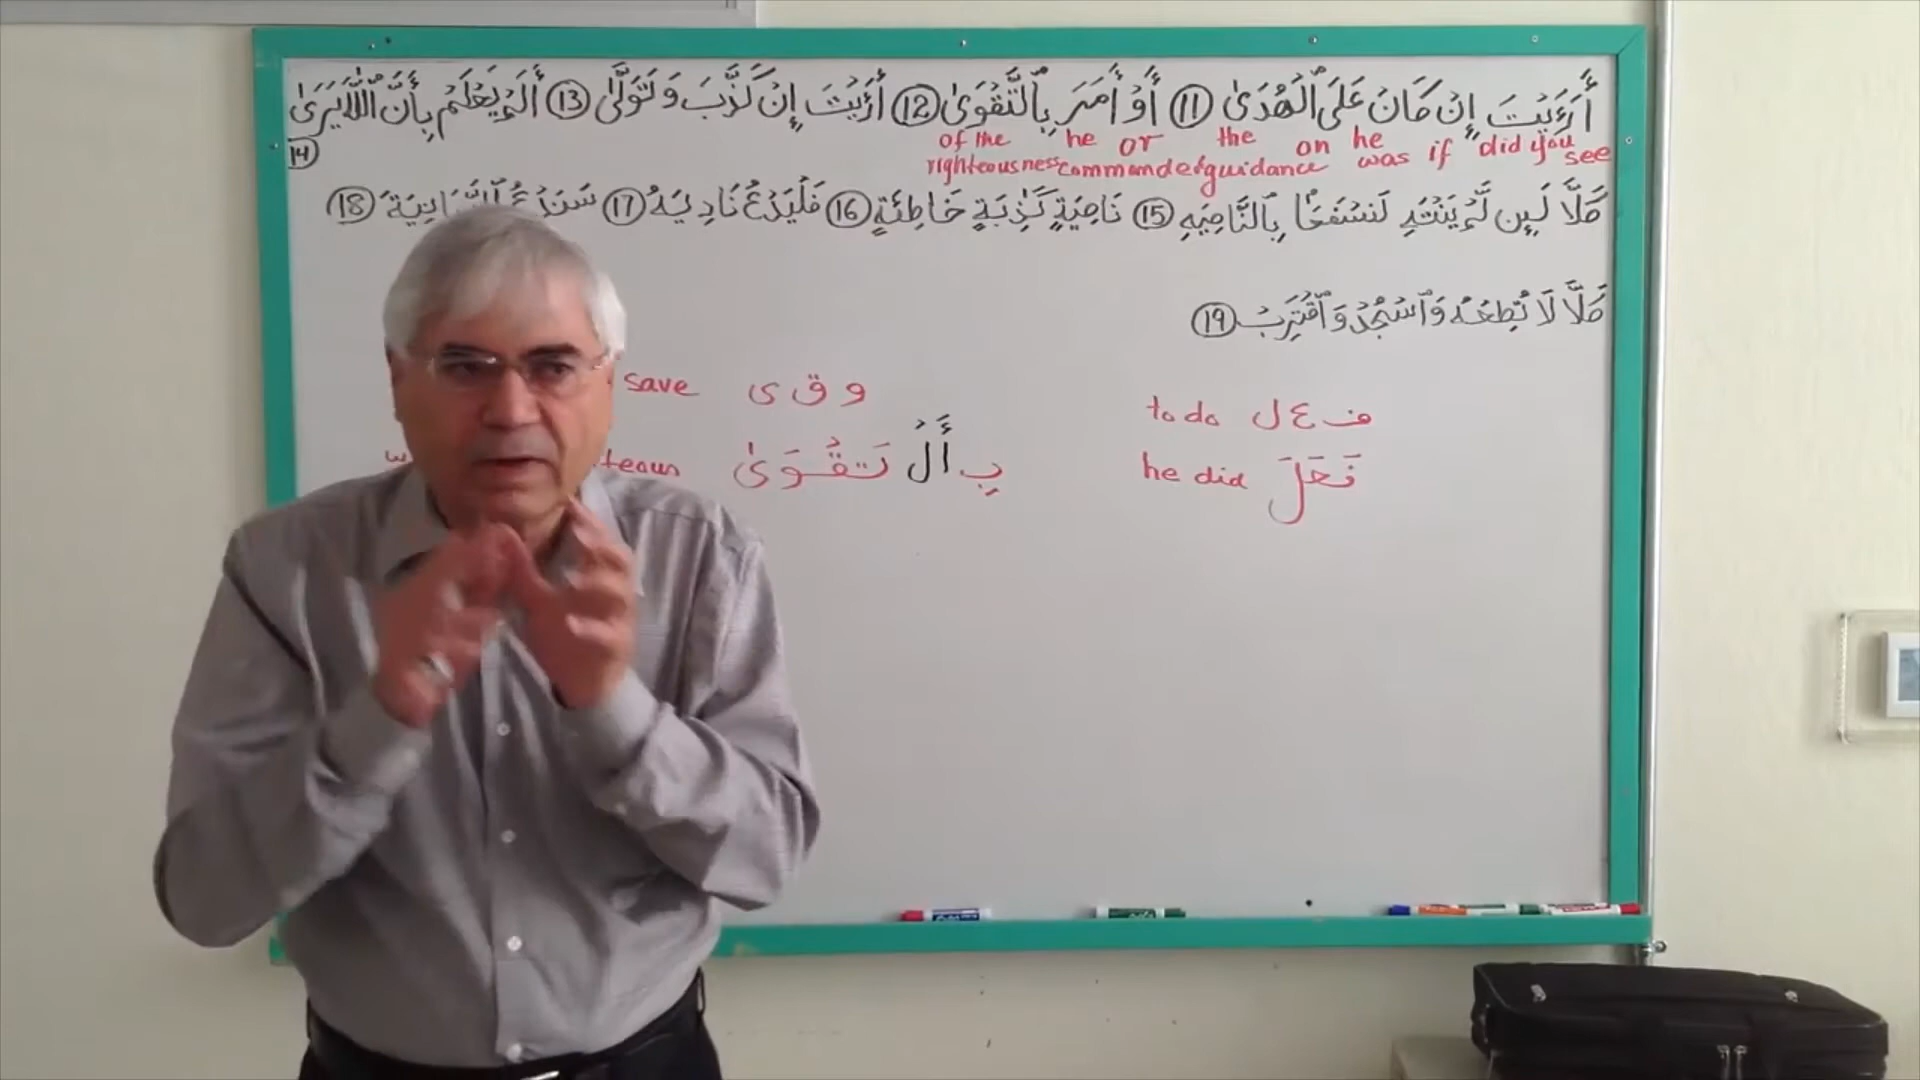 أَرَءَيْتَ إِن كَانَ عَلَى ٱلْهُدَىٰٓ ⑪ أَوْ أَمَرَ بِٱلتَّقْوَىٰٓ ⑫ أَرَءَيْتَ إِن كَذَّبَ وَتَوَلَّىٰٓ ⑬ أَلَمْ يَعْلَم بِأَنَّ ٱللَّهَ يَرَىٰ
⑭
of the he or the on he did you
righteousness commanded guidance was if see
كَلَّا لَئِن لَّمْ يَنتَهِ لَنَسْفَعًۢا بِٱلنَّاصِيَةِ ⑮ نَاصِيَةٍ كَٰذِبَةٍ خَاطِئَةٍ ⑯ فَلْيَدْعُ نَادِيَهُۥ ⑰ سَنَدْعُ ⑱
كَلَّا لَا تُطِعْهُ وَٱسْجُدْ وَٱقْتَرِب ⑲
save و ق ى
to do ف ع ل
بِ أَلْ تَقْوَىٰ
he did فَعَلَ